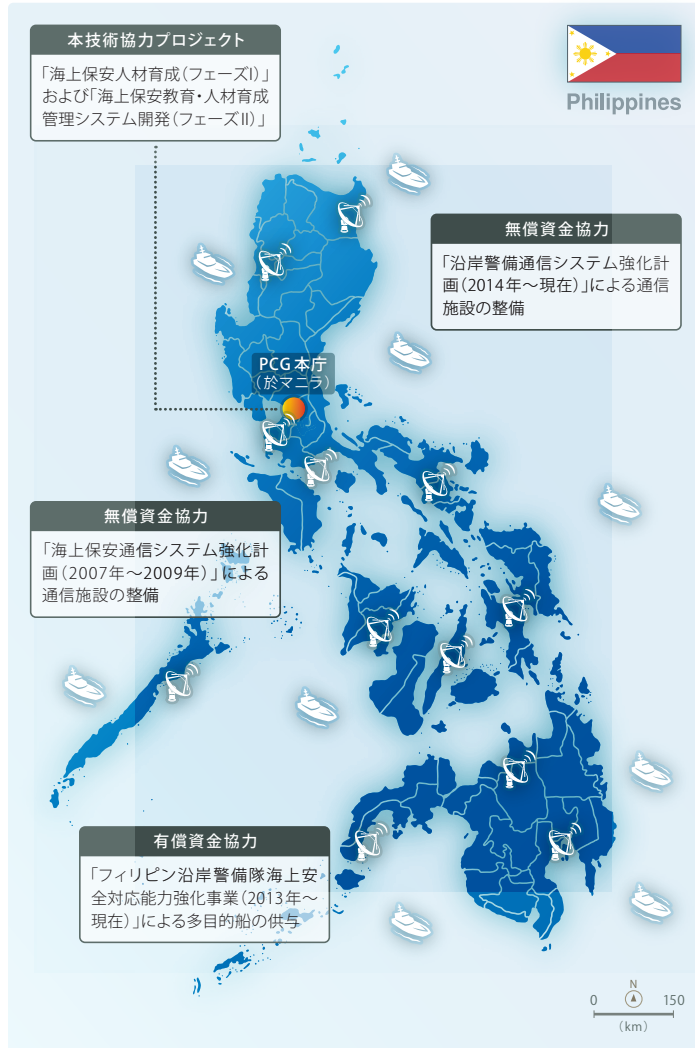 本技術協力プロジェクト
「海上保安人材育成(フェーズI)」
および「海上保安教育・人材育成
管理システム開発(フェーズII)」
Philippines
無償資金協力
「沿岸警備通信システム強化計
画(2014年〜現在)」による通信
施設の整備
PCG本庁
(於マニラ)
無償資金協力
「海上保安通信システム強化計
画(2007年〜2009年)」による
通信施設の整備
有償資金協力
「フィリピン沿岸警備隊海上安
全対応能力強化事業(2013年〜
現在)」による多目的船の供与
N
0 150
(km)